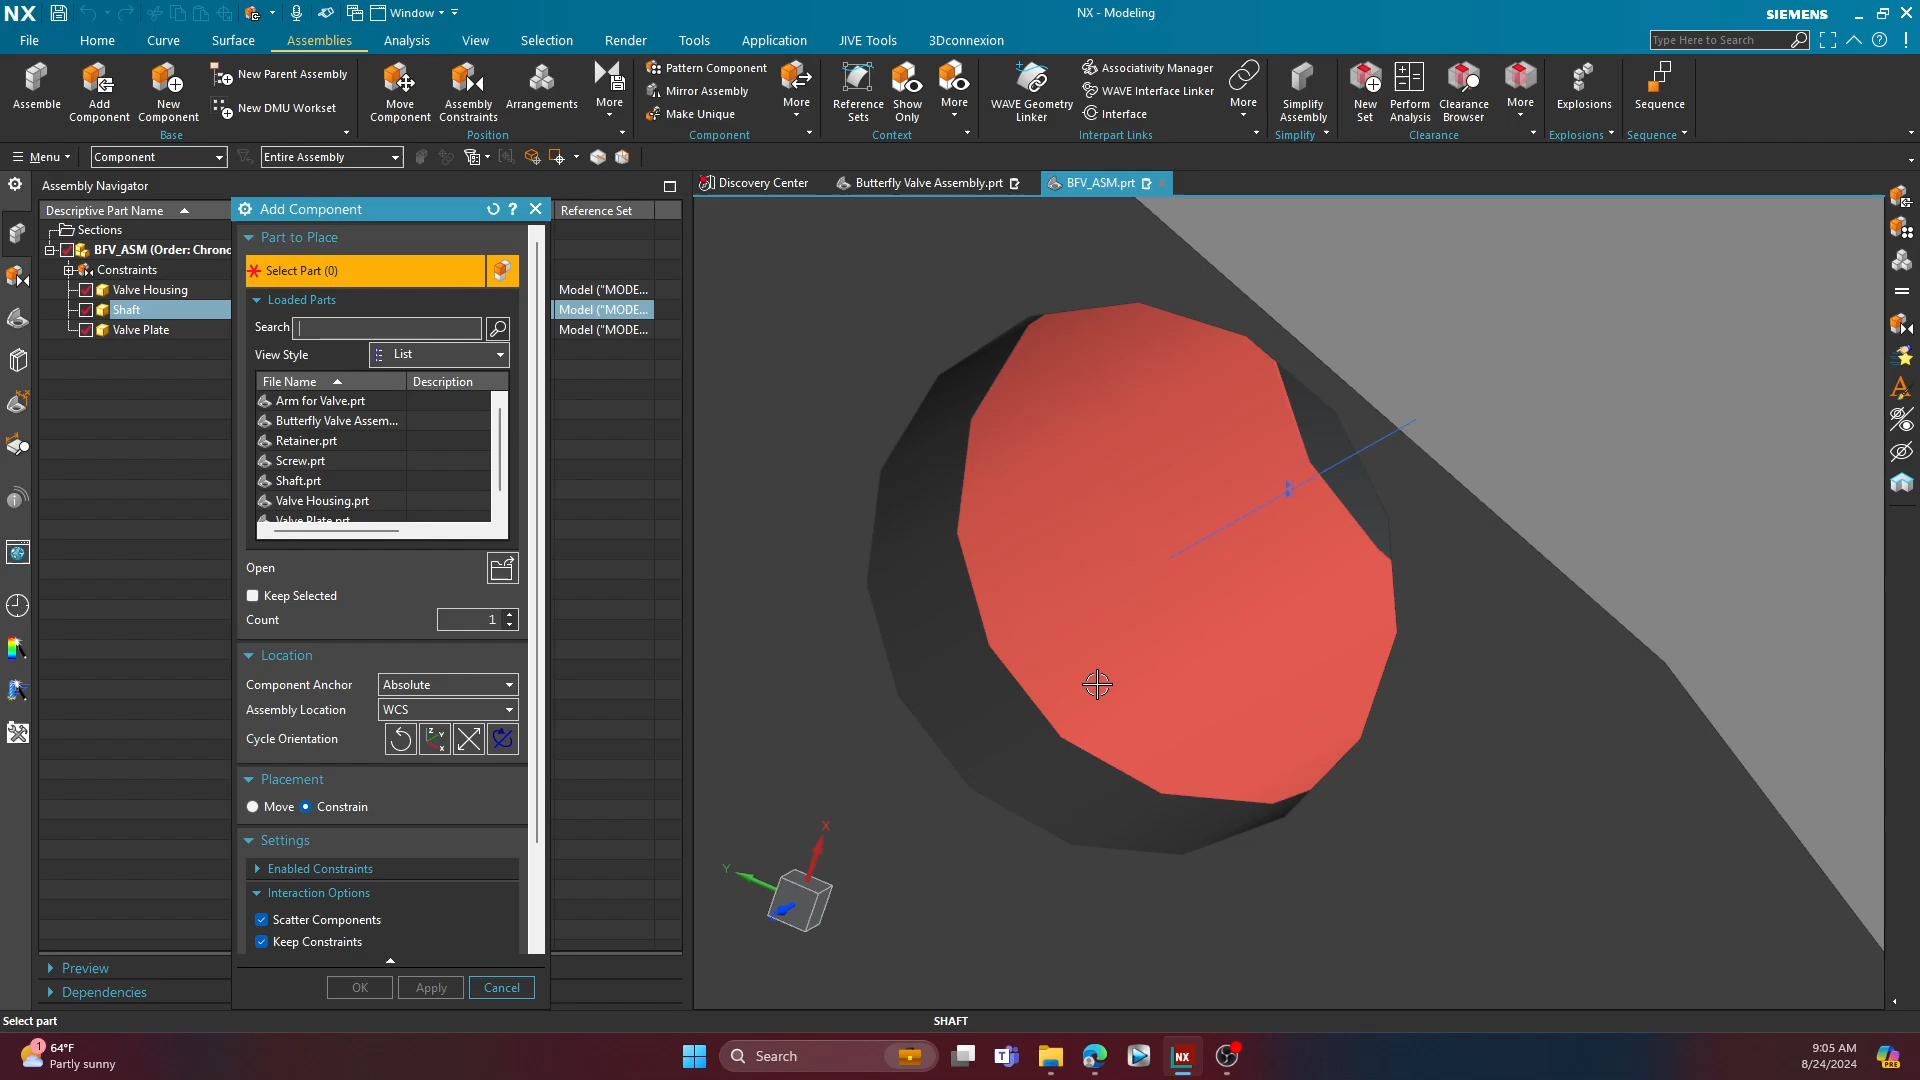 NX
Window
NX - Modeling
SIEMENS
File
Home
Curve
Surface
Assemblies
Analysis
View
Selection
Render
Tools
Application
JIVE Tools
3Dconnexion
Type Here to Search
Assemble
Add Component
New Component
New Parent Assembly
New DMU Workset
Base
Move Component
Assembly Constraints
Arrangements
More
Position
Pattern Component
Mirror Assembly
Make Unique
More
Component
Reference Sets
Show Only
More
Context
WAVE Geometry Linker
Associativity Manager
WAVE Interface Linker
Interface
More
Interpart Links
Simplify Assembly
Simplify
New Set
Perform Analysis
Clearance Browser
More
Clearance
Explosions
Explosions
Sequence
Sequence
Menu
Component
Entire Assembly
Assembly Navigator
Discovery Center
Butterfly Valve Assembly.prt
BFV_ASM.prt
Descriptive Part Name
Reference Set
Sections
BFV_ASM (Order: Chrono
Constraints
Valve Housing
Model ("MODE...
Shaft
Model ("MODE...
Valve Plate
Model ("MODE...
Add Component
Part to Place
Select Part (0)
Loaded Parts
Search
View Style
List
File Name
Description
Arm for Valve.prt
Butterfly Valve Assem...
Retainer.prt
Screw.prt
Shaft.prt
Valve Housing.prt
Valve Plate.prt
Open
Keep Selected
Count
1
Location
Component Anchor
Absolute
Assembly Location
WCS
Cycle Orientation
Placement
Move
Constrain
Settings
Enabled Constraints
Interaction Options
Scatter Components
Keep Constraints
OK
Apply
Cancel
Preview
Dependencies
X
Y
Select part
SHAFT
1
64°F
Partly sunny
Search
NX
9:05 AM
8/24/2024
PRE